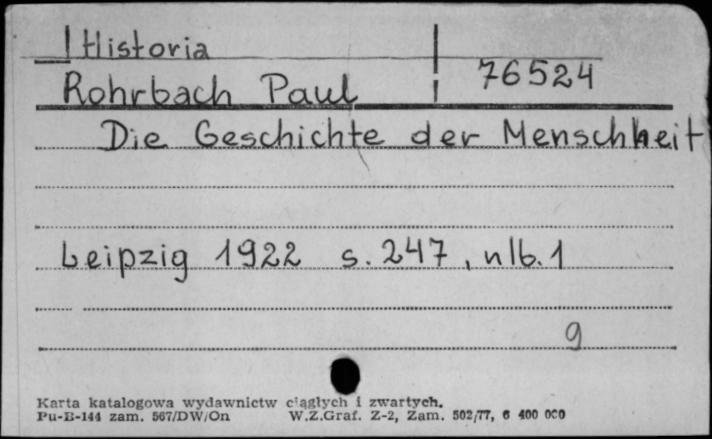 Historia
76524
Rohrbach Paul
Die Geschichte der Menschheit
Leipzig 1922 s. 247, nlb. 1
g
Karta katalogowa wydawnictw ciągłych i zwartych.
Pu-B-144 zam. 567/DW/On W.Z.Graf. Z-2, Zam. 502/77, 6 400 000